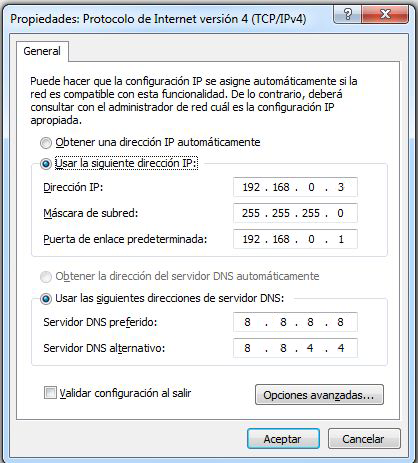 Propiedades: Protocolo de Internet versión 4 (TCP/IPv4)
General
Puede hacer que la configuración IP se asigne automáticamente si la
red es compatible con esta funcionalidad. De lo contrario, deberá
consultar con el administrador de red cuál es la configuración IP
apropiada.
Obtener una dirección IP automáticamente
Usar la siguiente dirección IP:
Dirección IP: 192 . 168 . 0 . 3
Máscara de subred: 255 . 255 . 255 . 0
Puerta de enlace predeterminada: 192 . 168 . 0 . 1
Obtener la dirección del servidor DNS automáticamente
Usar las siguientes direcciones de servidor DNS:
Servidor DNS preferido: 8 . 8 . 8 . 8
Servidor DNS alternativo: 8 . 8 . 4 . 4
Validar configuración al salir
Opciones avanzadas...
Aceptar
Cancelar